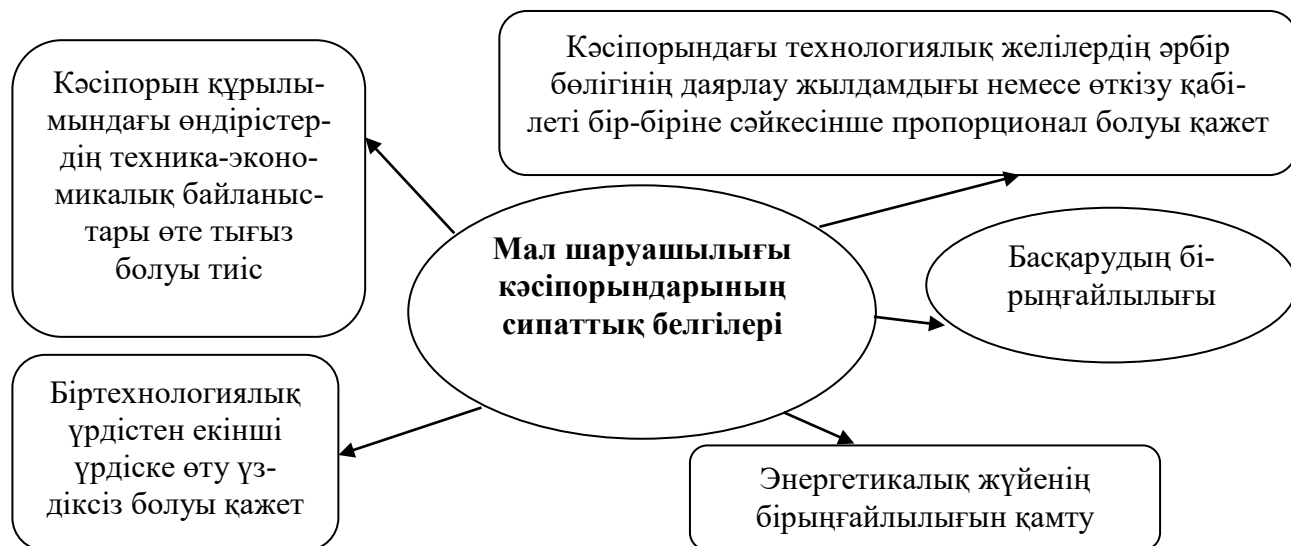 Кәсіпорын құрылы-
мындағы өндірістер-
дің техника-эконо-
микалық байланыс-
тары өте тығыз
болуы тиіс
Кәсіпорындағы технологиялық желілердің әрбір
бөлігінің даярлау жылдамдығы немесе өткізу қабі-
леті бір-біріне сәйкесінше пропорционал болуы қажет
Мал шаруашылығы
кәсіпорындарының
сипаттық белгілері
Басқарудың бі-
рыңғайлылығы
Біртехнологиялық
үрдістен екінші
үрдіске өту үз-
діксіз болуы қажет
Энергетикалық жүйенің
бірыңғайлылығын қамту